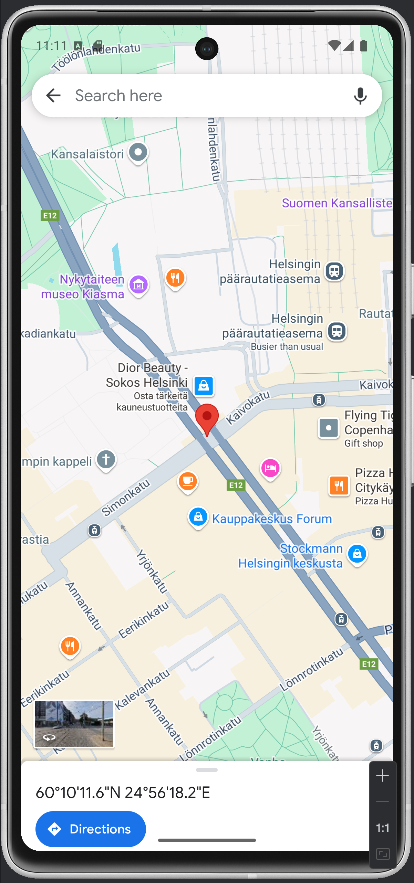 11:11
Töölönlahdenkatu
Search here
nlahdenkatu
Kansalaistori
E12
Suomen Kansalliste
Helsingin
päärautatieasema
Nykytaiteen
museo Kiasma
Helsingin
päärautatieasema
Busier than usual
Rautat
kadiankatu
Dior Beauty -
Sokos Helsinki
Osta tärkeitä
kauneustuotteita
Kaivok
Kaivokatu
Flying Tig
Copenha
Gift shop
mpin kappeli
Pizza H
Citykäy
Pizza Hu
Simonkatu
E12
Kauppakeskus Forum
rastia
Yrjönkatu
Stockmann
Helsingin keskusta
nkatu
Annankatu
Eerikinkatu
P
E12
Lönnrotinkatu
Eerikinkatu
Kalevankatu
Annankatu
Lönnrotinkatu
Yrjönkatu
60°10'11.6"N 24°56'18.2"E
Directions
1:1